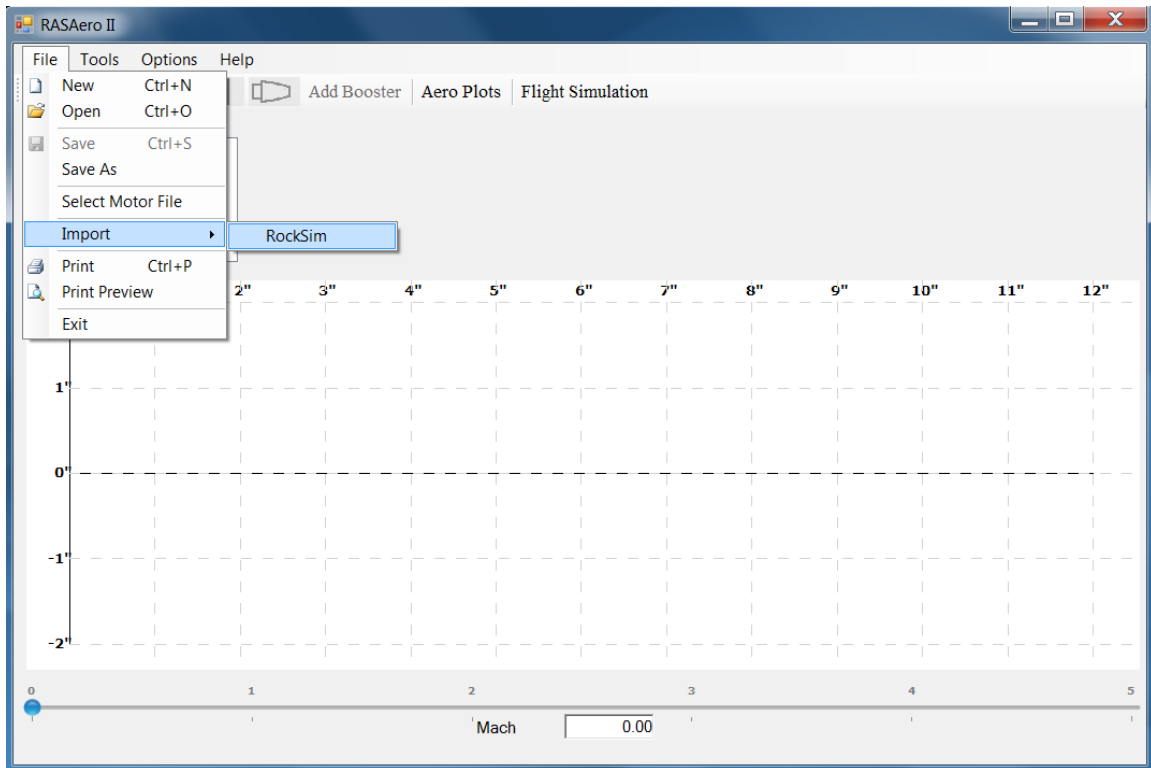 RASAero II
File Tools Options Help
New Ctrl+N
Add Booster Aero Plots Flight Simulation
Open Ctrl+O
Save Ctrl+S
Save As
Select Motor File
Import RockSim
Print Ctrl+P
Print Preview
Exit
2" 3" 4" 5" 6" 7" 8" 9" 10" 11" 12"
1"
0"
-1"
-2"
0 1 2 3 4 5
Mach 0.00